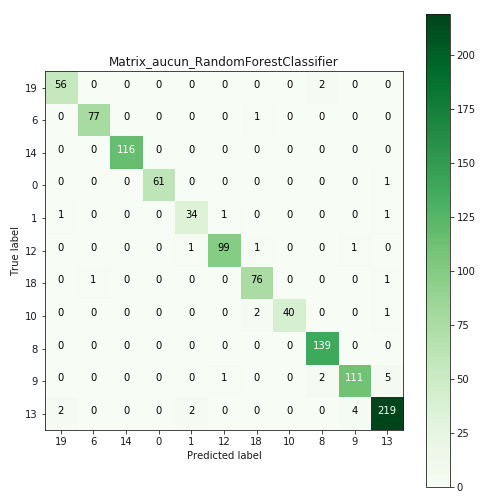 Matrix_aucun_RandomForestClassifier
True label
19 56 0 0 0 0 0 0 0 2 0 0
6 0 77 0 0 0 0 1 0 0 0 0
14 0 0 116 0 0 0 0 0 0 0 0
0 0 0 0 61 0 0 0 0 0 0 1
1 1 0 0 0 34 1 0 0 0 0 1
12 0 0 0 0 1 99 1 0 0 1 0
18 0 1 0 0 0 0 76 0 0 0 1
10 0 0 0 0 0 0 2 40 0 0 1
8 0 0 0 0 0 0 0 0 139 0 0
9 0 0 0 0 0 1 0 0 2 111 5
13 2 0 0 0 2 0 0 0 0 4 219
19 6 14 0 1 12 18 10 8 9 13
Predicted label
200
175
150
125
100
75
50
25
0